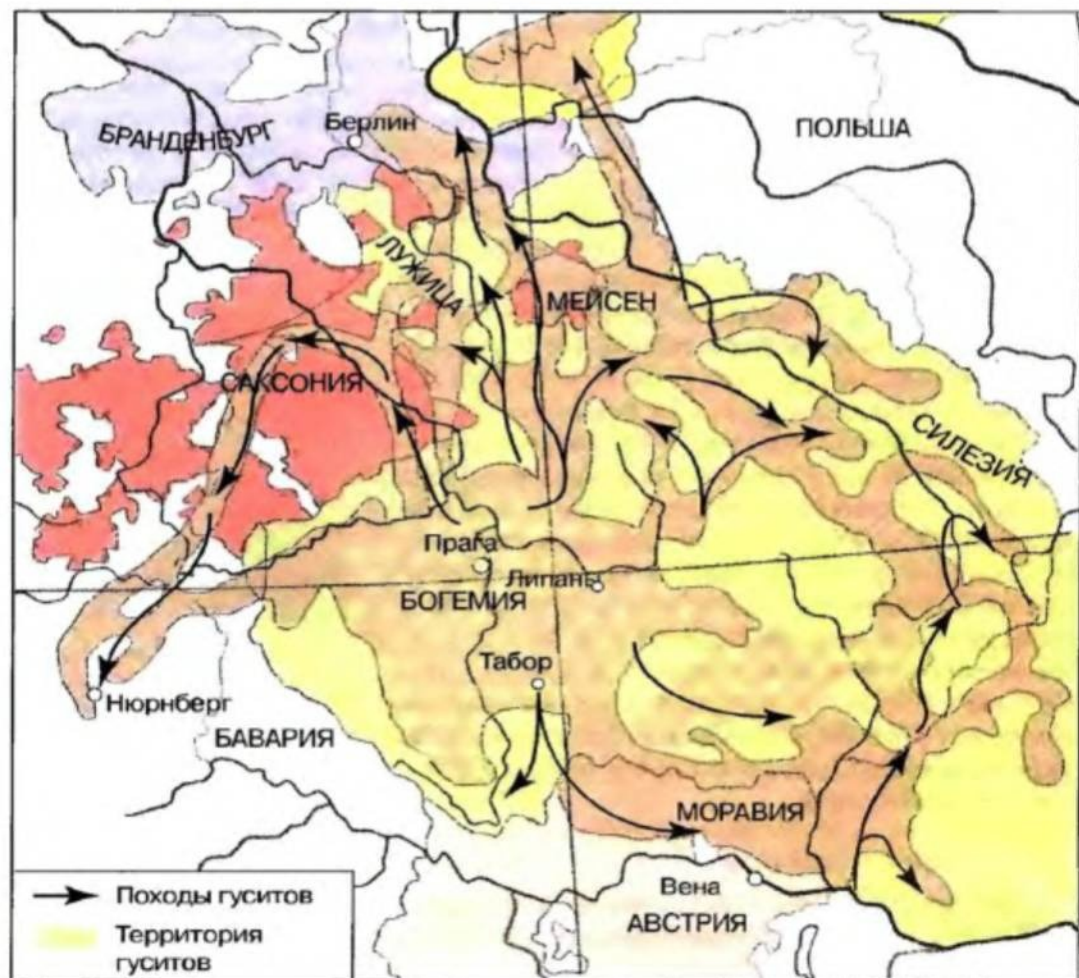 БРАНДЕНБУРГ
Берлин
ПОЛЬША
ЛУЖИЦА
МЕЙСЕН
САКСОНИЯ
СИЛЕЗИЯ
Прага
Липаны
БОГЕМИЯ
Табор
Нюрнберг
БАВАРИЯ
МОРАВИЯ
Вена
АВСТРИЯ
Походы гуситов
Территория
гуситов